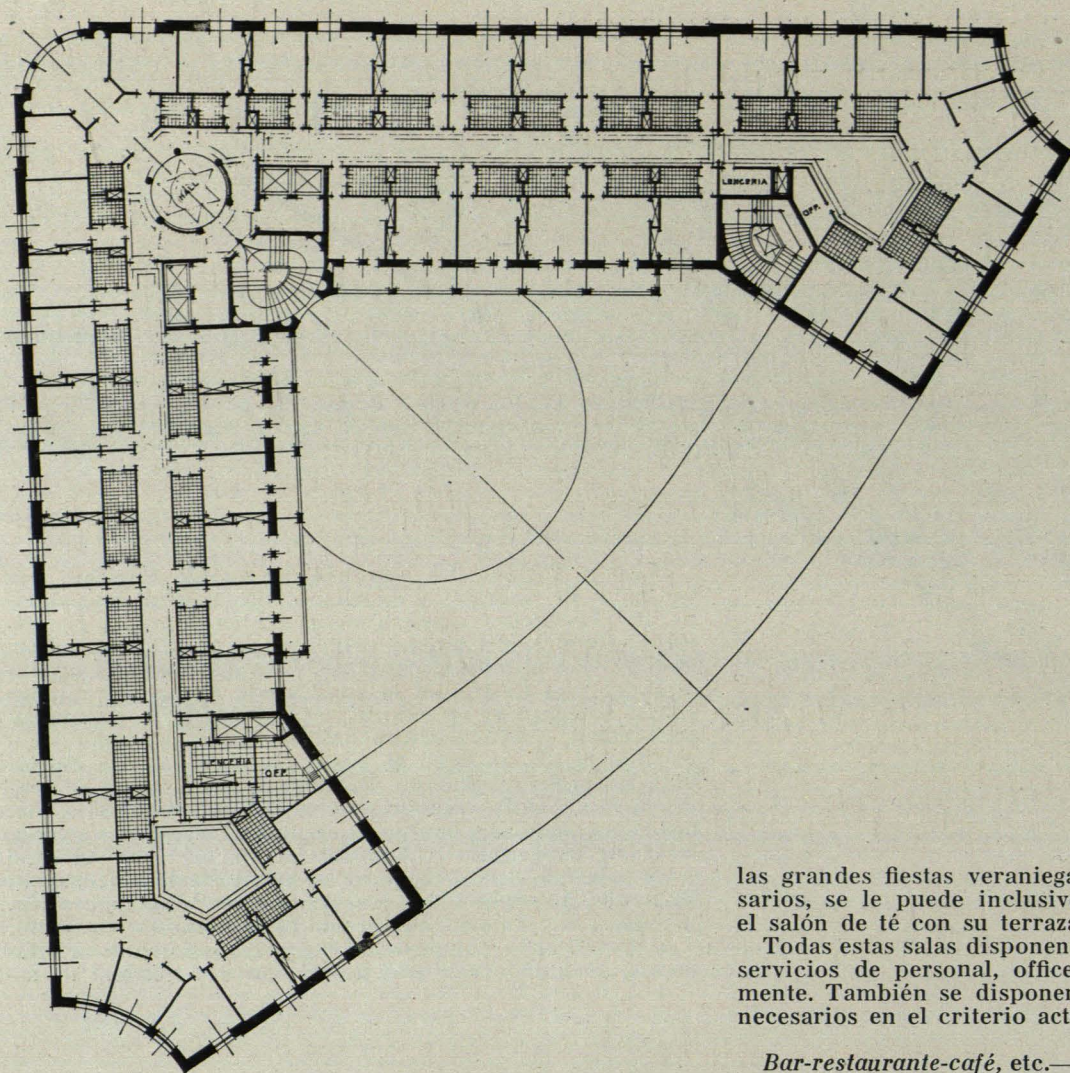 HALL
LENCERIA
OFF.
LENCERIA
OFF.
las grandes fiestas veraniega
sarios, se le puede inclusiv
el salón de té con su terraza
Todas estas salas disponen
servicios de personal, office
mente. También se disponen
necesarios en el criterio act
Bar-restaurante-café, etc.—